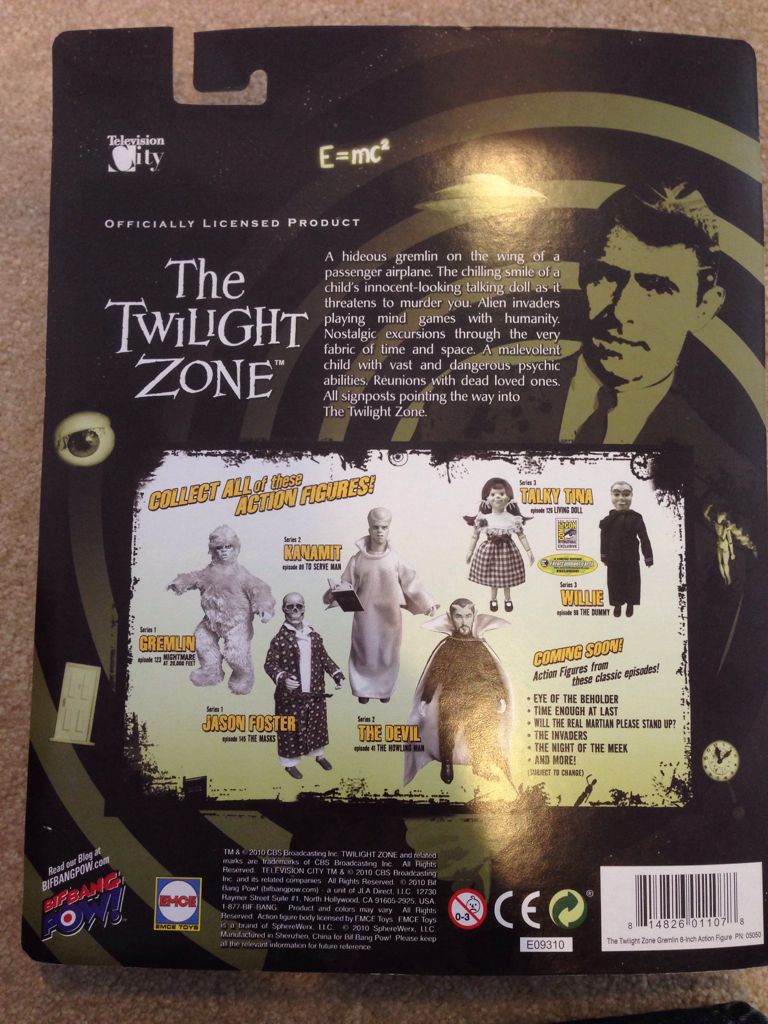 Television
City
E=mc²
OFFICIALLY LICENSED PRODUCT
The
TWILIGHT
ZONE™
A hideous gremlin on the wing of a
passenger airplane. The chilling smile of a
child's innocent-looking talking doll as it
threatens to murder you. Alien invaders
playing mind games with humanity.
Nostalgic excursions through the very
fabric of time and space. A malevolent
child with vast and dangerous psychic
abilities. Reunions with dead loved ones.
All signposts pointing the way into
The Twilight Zone.
COLLECT ALL of these
ACTION FIGURES!
Series 1
GREMLIN
episode 123 NIGHTMARE
AT 20,000 FEET
Series 1
JASON FOSTER
episode 145 THE MASKS
Series 2
KANAMIT
episode 89 TO SERVE MAN
Series 2
THE DEVIL
episode 41 THE HOWLING MAN
Series 3
TALKY TINA
episode 126 LIVING DOLL
Series 3
WILLIE
episode 98 THE DUMMY
COMING SOON!
Action Figures from
these classic episodes!
• EYE OF THE BEHOLDER
• TIME ENOUGH AT LAST
• WILL THE REAL MARTIAN PLEASE STAND UP?
• THE INVADERS
• THE NIGHT OF THE MEEK
• AND MORE!
(SUBJECT TO CHANGE)
Read our Blog at
BIFBANGPOW.com
BIFBANG
POW!
EMCE
EMCE TOYS
TM & © 2010 CBS Broadcasting Inc. TWILIGHT ZONE and related
marks are trademarks of CBS Broadcasting Inc. All Rights
Reserved. TELEVISION CITY TM & © 2010 CBS Broadcasting
Inc. and its related companies. All Rights Reserved. © 2010 Bif
Bang Pow! (bifbangpow.com) - a unit of JLA Direct, LLC. 12730
Raymer Street Suite #1, North Hollywood, CA 91605-2925, USA.
1-877-BIF-BANG. Product and colors may vary. All Rights
Reserved. Action figure body licensed by EMCE Toys. EMCE Toys
is a brand of SphereWerx, LLC. © 2010 SphereWerx, LLC.
Manufactured in Shenzhen, China for Bif Bang Pow! Please keep
all the relevant information for future reference.
0-3
CE
®
E09310
8 14826 01107 8
The Twilight Zone Gremlin 8-Inch Action Figure PN: 05050